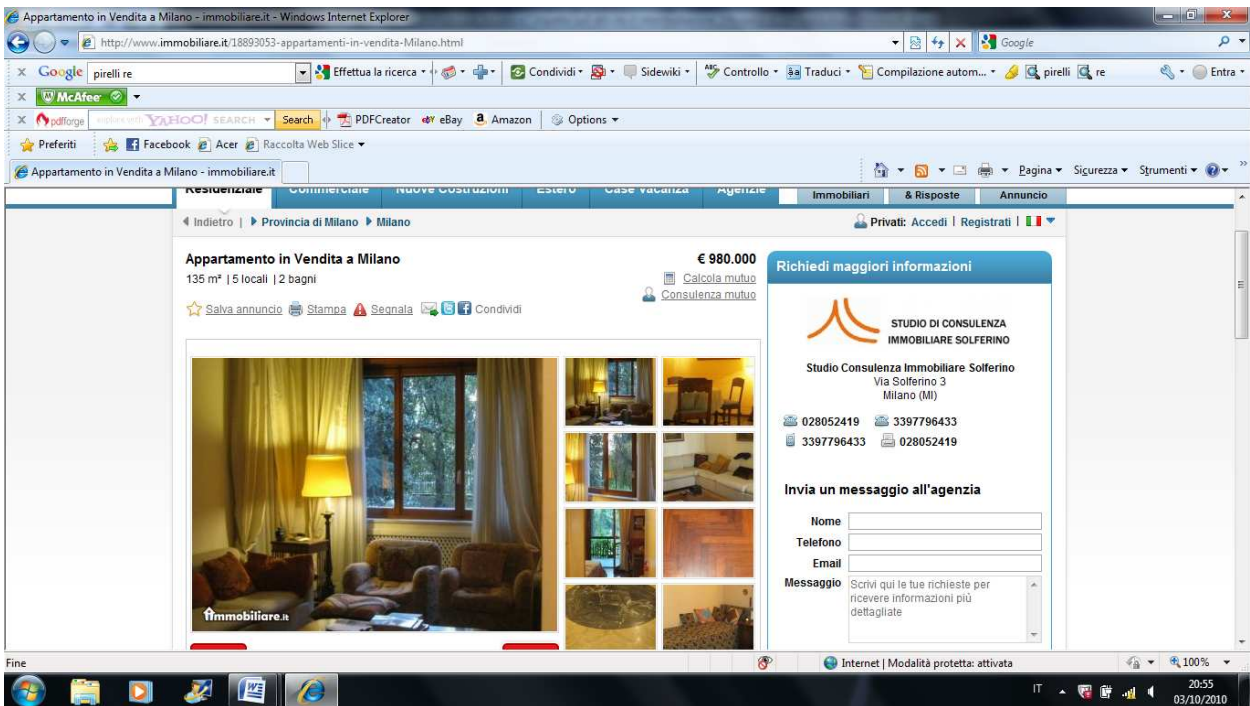 Appartamento in Vendita a Milano - immobiliare.it - Windows Internet Explorer
http://www.immobiliare.it/18893053-appartamenti-in-vendita-Milano.html
Google
x Google pirelli re Effettua la ricerca Condividi Sidewiki Controllo Traduci Compilazione autom... pirelli re Entra
x McAfee
x pdfforge YAHOO! SEARCH Search PDFCreator eBay Amazon Options
Preferiti Facebook Acer Raccolta Web Slice
Appartamento in Vendita a Milano - immobiliare.it Pagina Sicurezza Strumenti
Residenziale Commerciale Nuove Costruzioni Estero Case Vacanza Agenzie Immobiliari & Risposte Annuncio
Indietro | Provincia di Milano Milano
Privati: Accedi | Registrati |
Appartamento in Vendita a Milano
€ 980.000
135 m² | 5 locali | 2 bagni
Calcola mutuo
Consulenza mutuo
Salva annuncio Stampa Segnala Condividi
immobiliare.it
Richiedi maggiori informazioni
STUDIO DI CONSULENZA
IMMOBILIARE SOLFERINO
Studio Consulenza Immobiliare Solferino
Via Solferino 3
Milano (MI)
028052419 3397796433
3397796433 028052419
Invia un messaggio all'agenzia
Nome
Telefono
Email
Messaggio Scrivi qui le tue richieste per
ricevere informazioni più
dettagliate
Fine Internet | Modalità protetta: attivata 100%
IT 20:55
03/10/2010